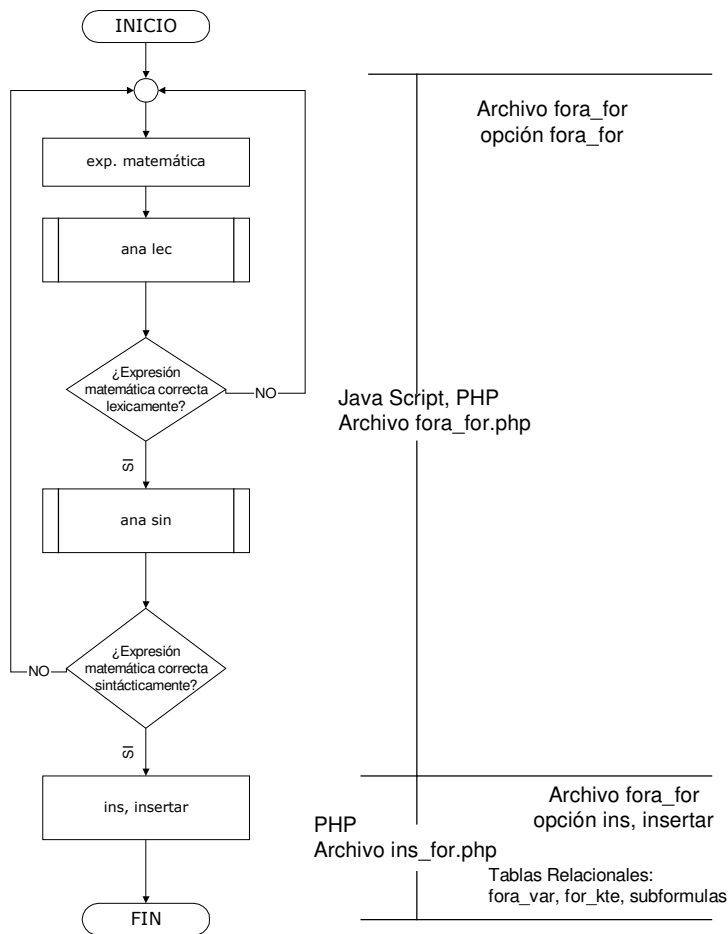 INICIO
exp. matemática
ana lec
¿Expresión
matemática correcta
lexicamente?
NO
SI
ana sin
¿Expresión
matemática correcta
sintácticamente?
NO
SI
ins, insertar
FIN
Archivo fora_for
opción fora_for
Java Script, PHP
Archivo fora_for.php
Archivo fora_for
opción ins, insertar
PHP
Archivo ins_for.php
Tablas Relacionales:
fora_var, for_kte, subformulas